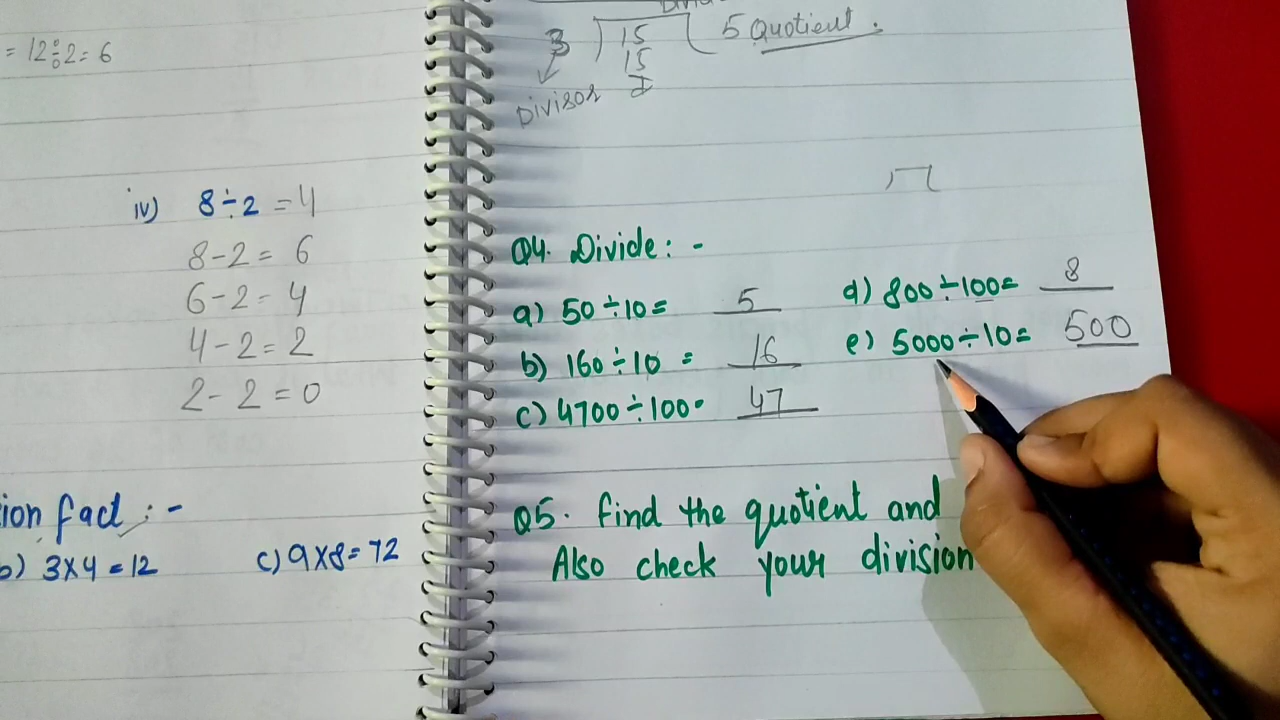 = 12÷2= 6
iv) 8÷2 = 4
8-2 = 6
6-2 = 4
4-2 = 2
2-2 = 0
ion fact :-
b) 3x4 = 12
c) 9x8= 72
3 ) 15 ( 5 Quotient.
15
Divisor
Q4. Divide: -
a) 50÷10= 5
b) 160÷10 = 16
c) 4700÷100= 47
d) 800÷100= 8
e) 5000÷10= 500
Q5. find the quotient and
Also check your division